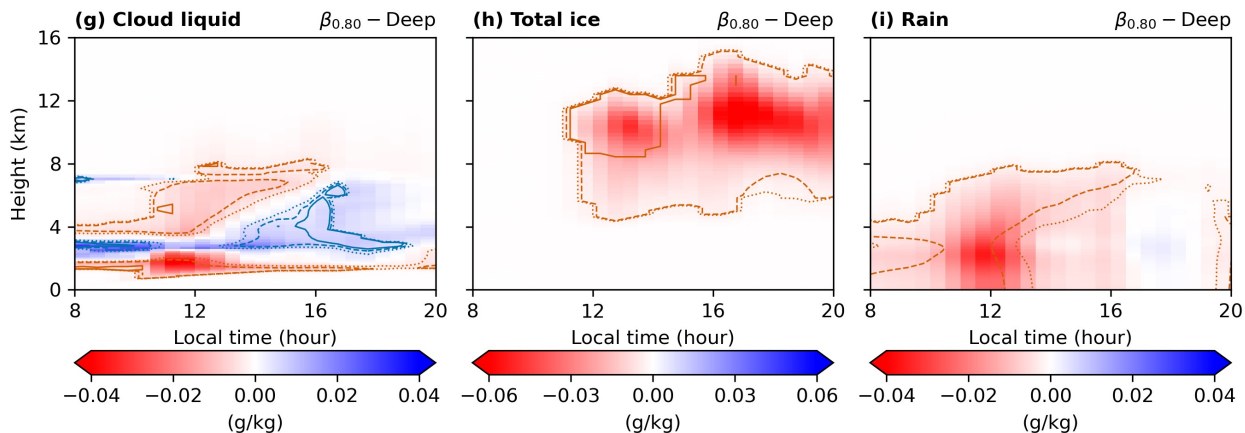 (g) Cloud liquid β0.80 − Deep
(h) Total ice β0.80 − Deep
(i) Rain β0.80 − Deep
Height (km)
16
12
8
4
0
8 12 16 20
8 12 16 20
8 12 16 20
Local time (hour)
Local time (hour)
Local time (hour)
−0.04 −0.02 0.00 0.02 0.04
−0.06 −0.03 0.00 0.03 0.06
−0.04 −0.02 0.00 0.02 0.04
(g/kg)
(g/kg)
(g/kg)